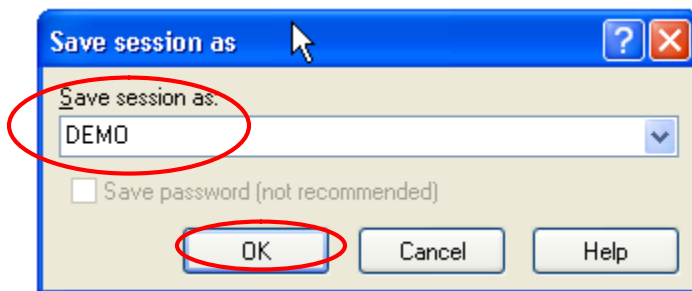 Save session as
Save session as:
DEMO
Save password (not recommended)
OK Cancel Help